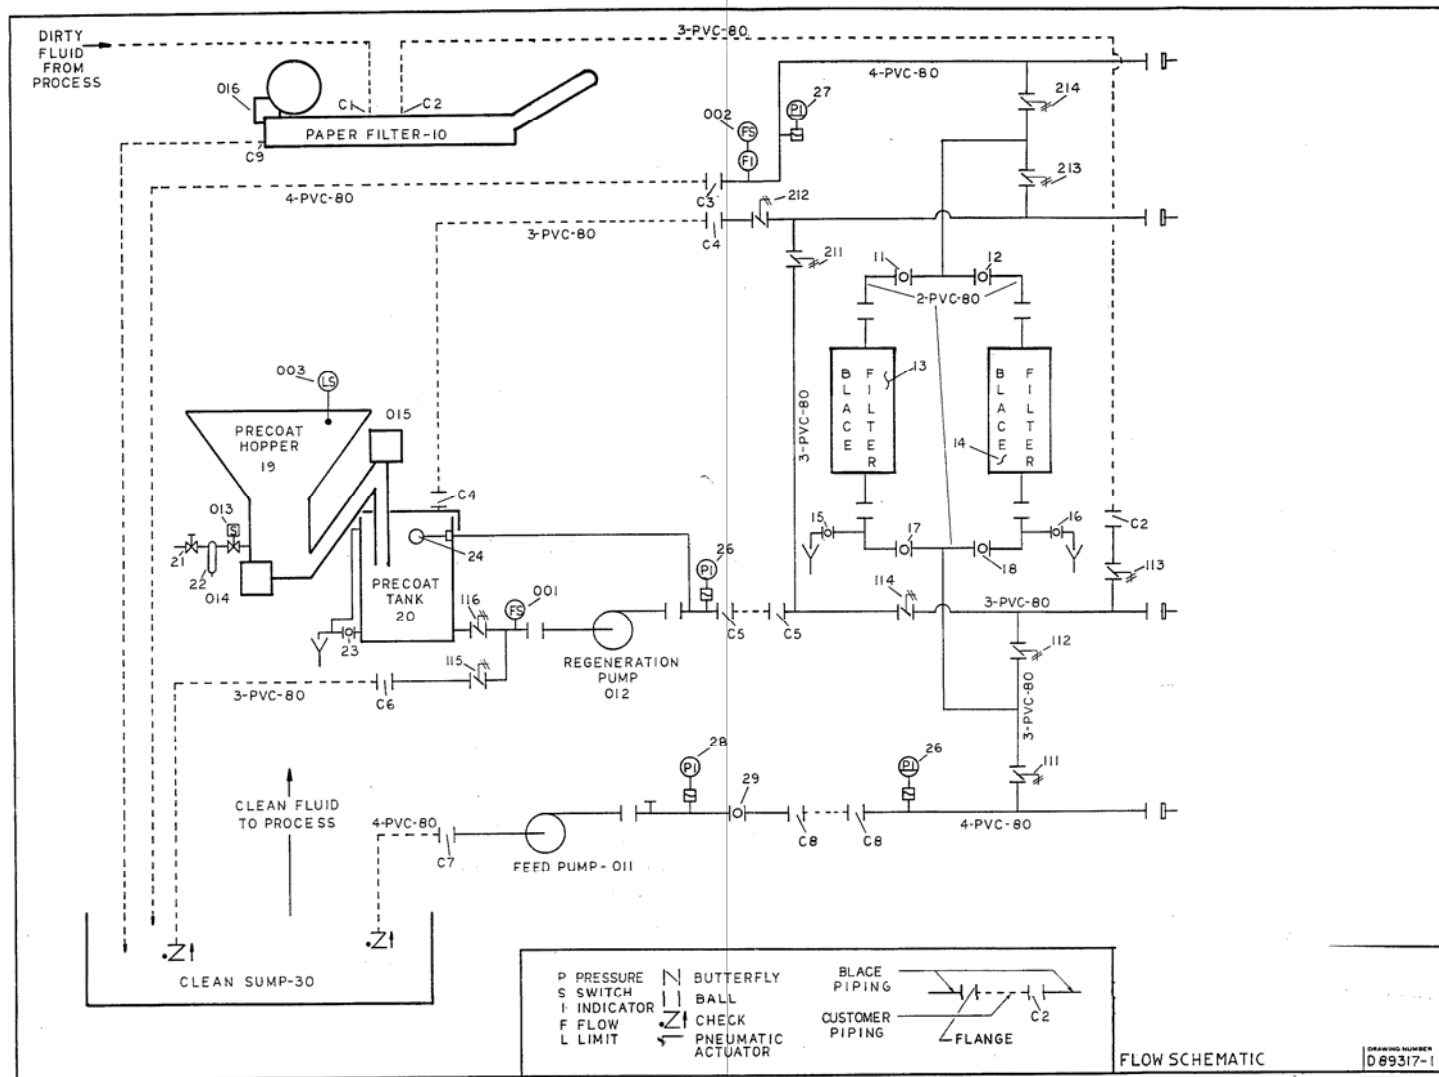 DIRTY
FLUID
FROM
PROCESS
3-PVC-80
4-PVC-80
016
C1
C2
PAPER FILTER-10
C9
002
FS
FI
PI
27
214
213
4-PVC-80
C3
212
3-PVC-80
C4
211
11
12
2-PVC-80
003
LS
PRECOAT
HOPPER
19
015
3-PVC-80
BLACE
FILTER
13
BLACE
FILTER
14
C4
013
S
21
22
014
24
PRECOAT
TANK
20
23
116
FS
001
26
PI
15
17
18
16
C2
113
114
3-PVC-80
C5
C5
112
115
REGENERATION
PUMP
012
3-PVC-80
C6
3-PVC-80
28
PI
29
26
PI
111
CLEAN FLUID
TO PROCESS
4-PVC-80
C7
FEED PUMP-011
C8
C8
4-PVC-80
CLEAN SUMP-30
P PRESSURE
S SWITCH
I INDICATOR
F FLOW
L LIMIT
BUTTERFLY
BALL
CHECK
PNEUMATIC
ACTUATOR
BLACE
PIPING
CUSTOMER
PIPING
C2
FLANGE
FLOW SCHEMATIC
DRAWING NUMBER
D89317-1